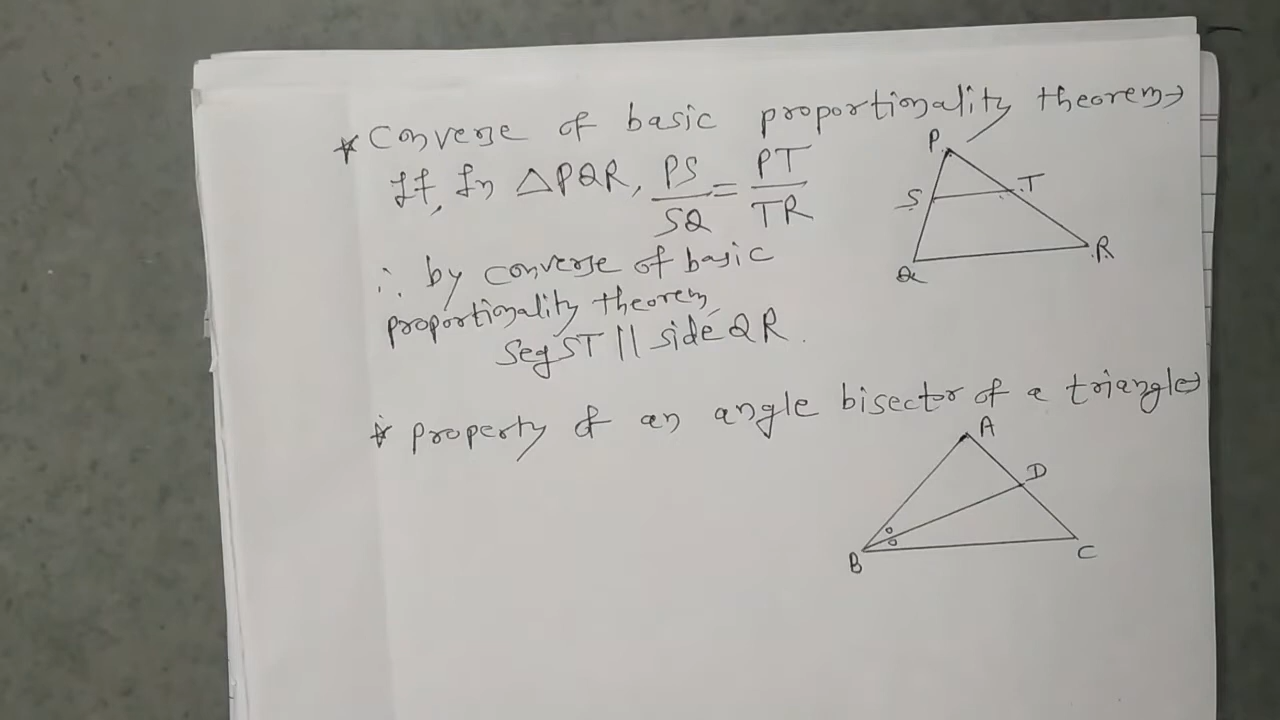 * Converse of basic proportionality theorem→
If, In △PQR, PS/SQ = PT/TR
∴ by converse of basic
proportionality theorem,
seg ST || side QR.
P
S
T
Q
R
* property of an angle bisector of a triangle→
A
D
B
C